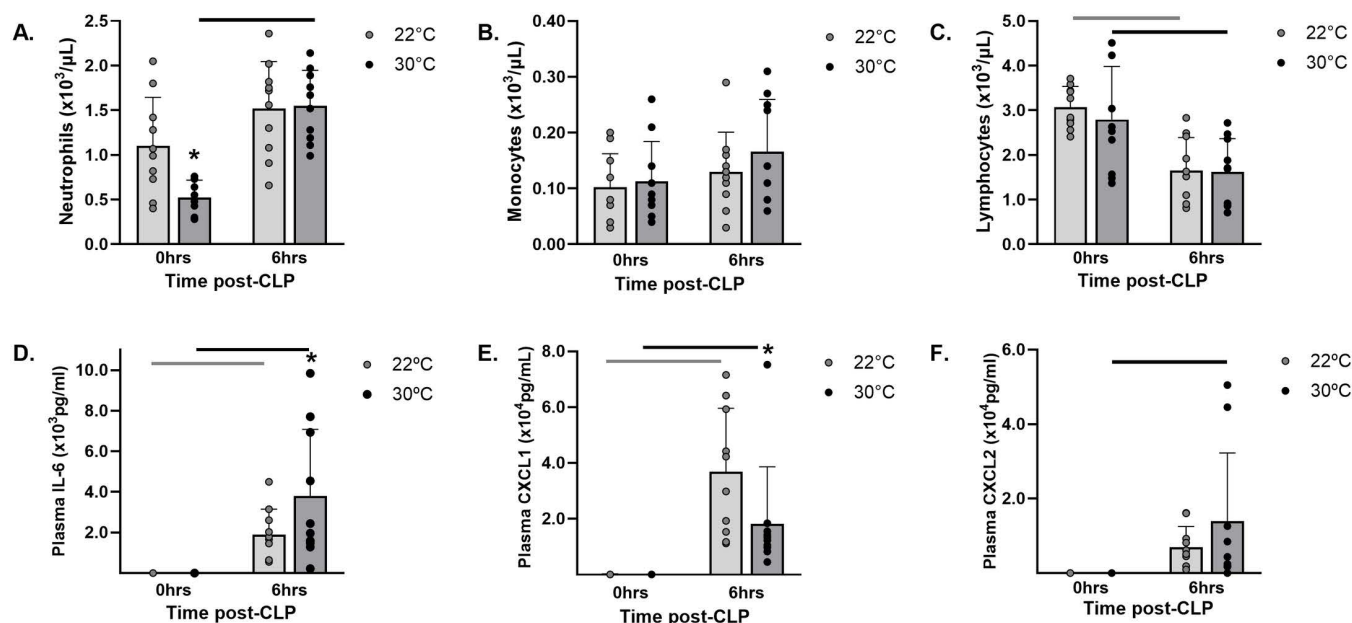 A.
Neutrophils (x10³/µL)
2.5
2.0
1.5
1.0
0.5
0.0
*
0hrs
6hrs
Time post-CLP
22°C
30°C
B.
Monocytes (x10³/µL)
0.40
0.30
0.20
0.10
0.00
0hrs
6hrs
Time post-CLP
22°C
30°C
C.
Lymphocytes (x10³/µL)
5.0
4.0
3.0
2.0
1.0
0.0
0hrs
6hrs
Time post-CLP
22°C
30°C
D.
Plasma IL-6 (x10³pg/ml)
10.0
8.0
6.0
4.0
2.0
*
0hrs
6hrs
Time post-CLP
22ºC
30ºC
E.
Plasma CXCL1 (x10⁴pg/mL)
8.0
6.0
4.0
2.0
*
0hrs
6hrs
Time post-CLP
22°C
30°C
F.
Plasma CXCL2 (x10⁴pg/ml)
6.0
4.0
2.0
0hrs
6hrs
Time post-CLP
22ºC
30ºC